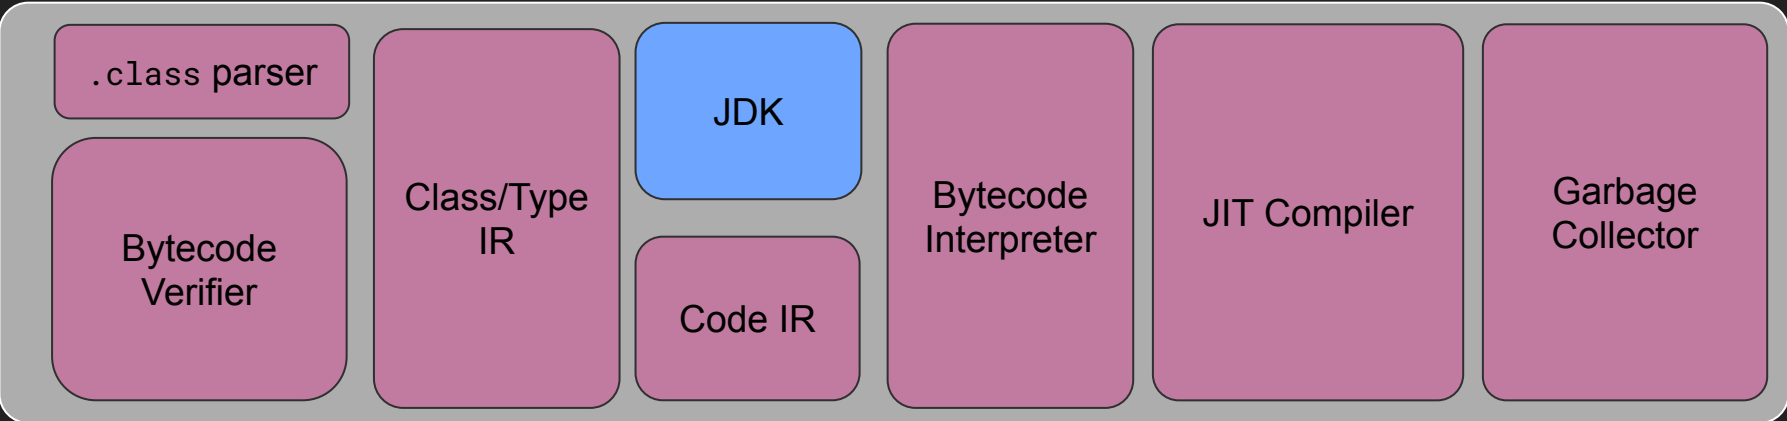 .class parser
Bytecode
Verifier
Class/Type
IR
JDK
Code IR
Bytecode
Interpreter
JIT Compiler
Garbage
Collector